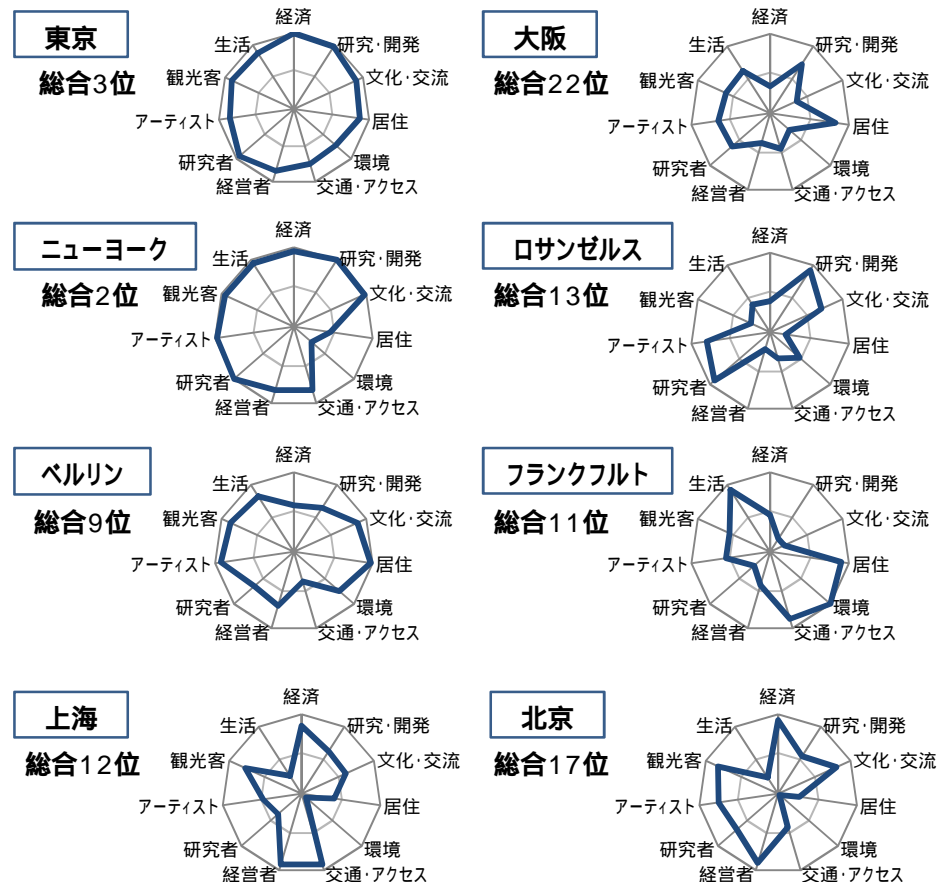 東京
総合3位
経済
研究・開発
文化・交流
居住
環境
交通・アクセス
経営者
研究者
アーティスト
観光客
生活
大阪
総合22位
経済
研究・開発
文化・交流
居住
環境
交通・アクセス
経営者
研究者
アーティスト
観光客
生活
ニューヨーク
総合2位
経済
研究・開発
文化・交流
居住
環境
交通・アクセス
経営者
研究者
アーティスト
観光客
生活
ロサンゼルス
総合13位
経済
研究・開発
文化・交流
居住
環境
交通・アクセス
経営者
研究者
アーティスト
観光客
生活
ベルリン
総合9位
経済
研究・開発
文化・交流
居住
環境
交通・アクセス
経営者
研究者
アーティスト
観光客
生活
フランクフルト
総合11位
経済
研究・開発
文化・交流
居住
環境
交通・アクセス
経営者
研究者
アーティスト
観光客
生活
上海
総合12位
経済
研究・開発
文化・交流
居住
環境
交通・アクセス
経営者
研究者
アーティスト
観光客
生活
北京
総合17位
経済
研究・開発
文化・交流
居住
環境
交通・アクセス
経営者
研究者
アーティスト
観光客
生活